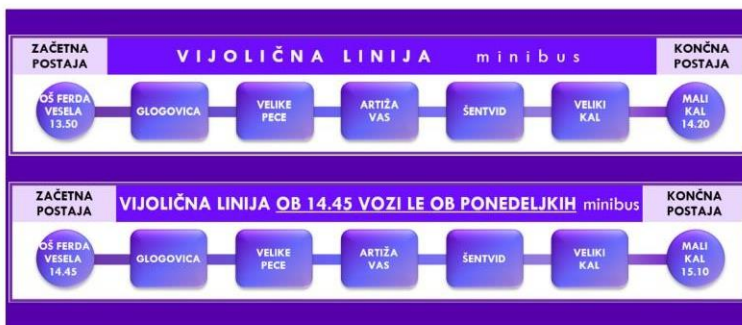 ZAČETNA
POSTAJA
VIJOLIČNA LINIJA minibus
KONČNA
POSTAJA
OŠ FERDA
VESELA
13.50
GLOGOVICA
VELIKE
PECE
ARTIŽA
VAS
ŠENTVID
VELIKI
KAL
MALI
KAL
14.20
ZAČETNA
POSTAJA
VIJOLIČNA LINIJA OB 14.45 VOZI LE OB PONEDELJKIH minibus
KONČNA
POSTAJA
OŠ FERDA
VESELA
14.45
GLOGOVICA
VELIKE
PECE
ARTIŽA
VAS
ŠENTVID
VELIKI
KAL
MALI
KAL
15.10